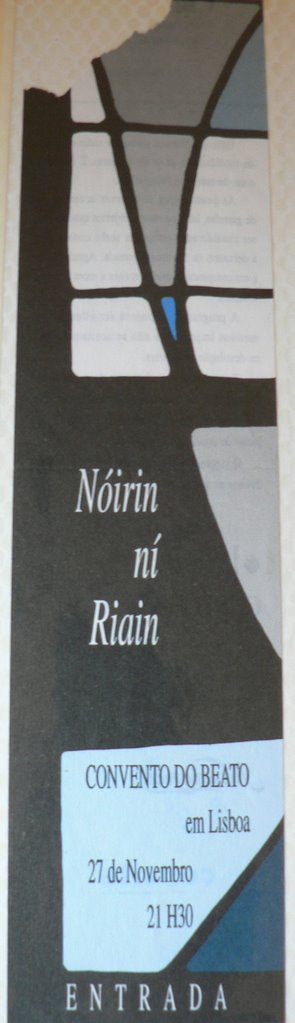 Nóirin
ní
Riain
CONVENTO DO BEATO
em Lisboa
27 de Novembro
21 H30
ENTRADA